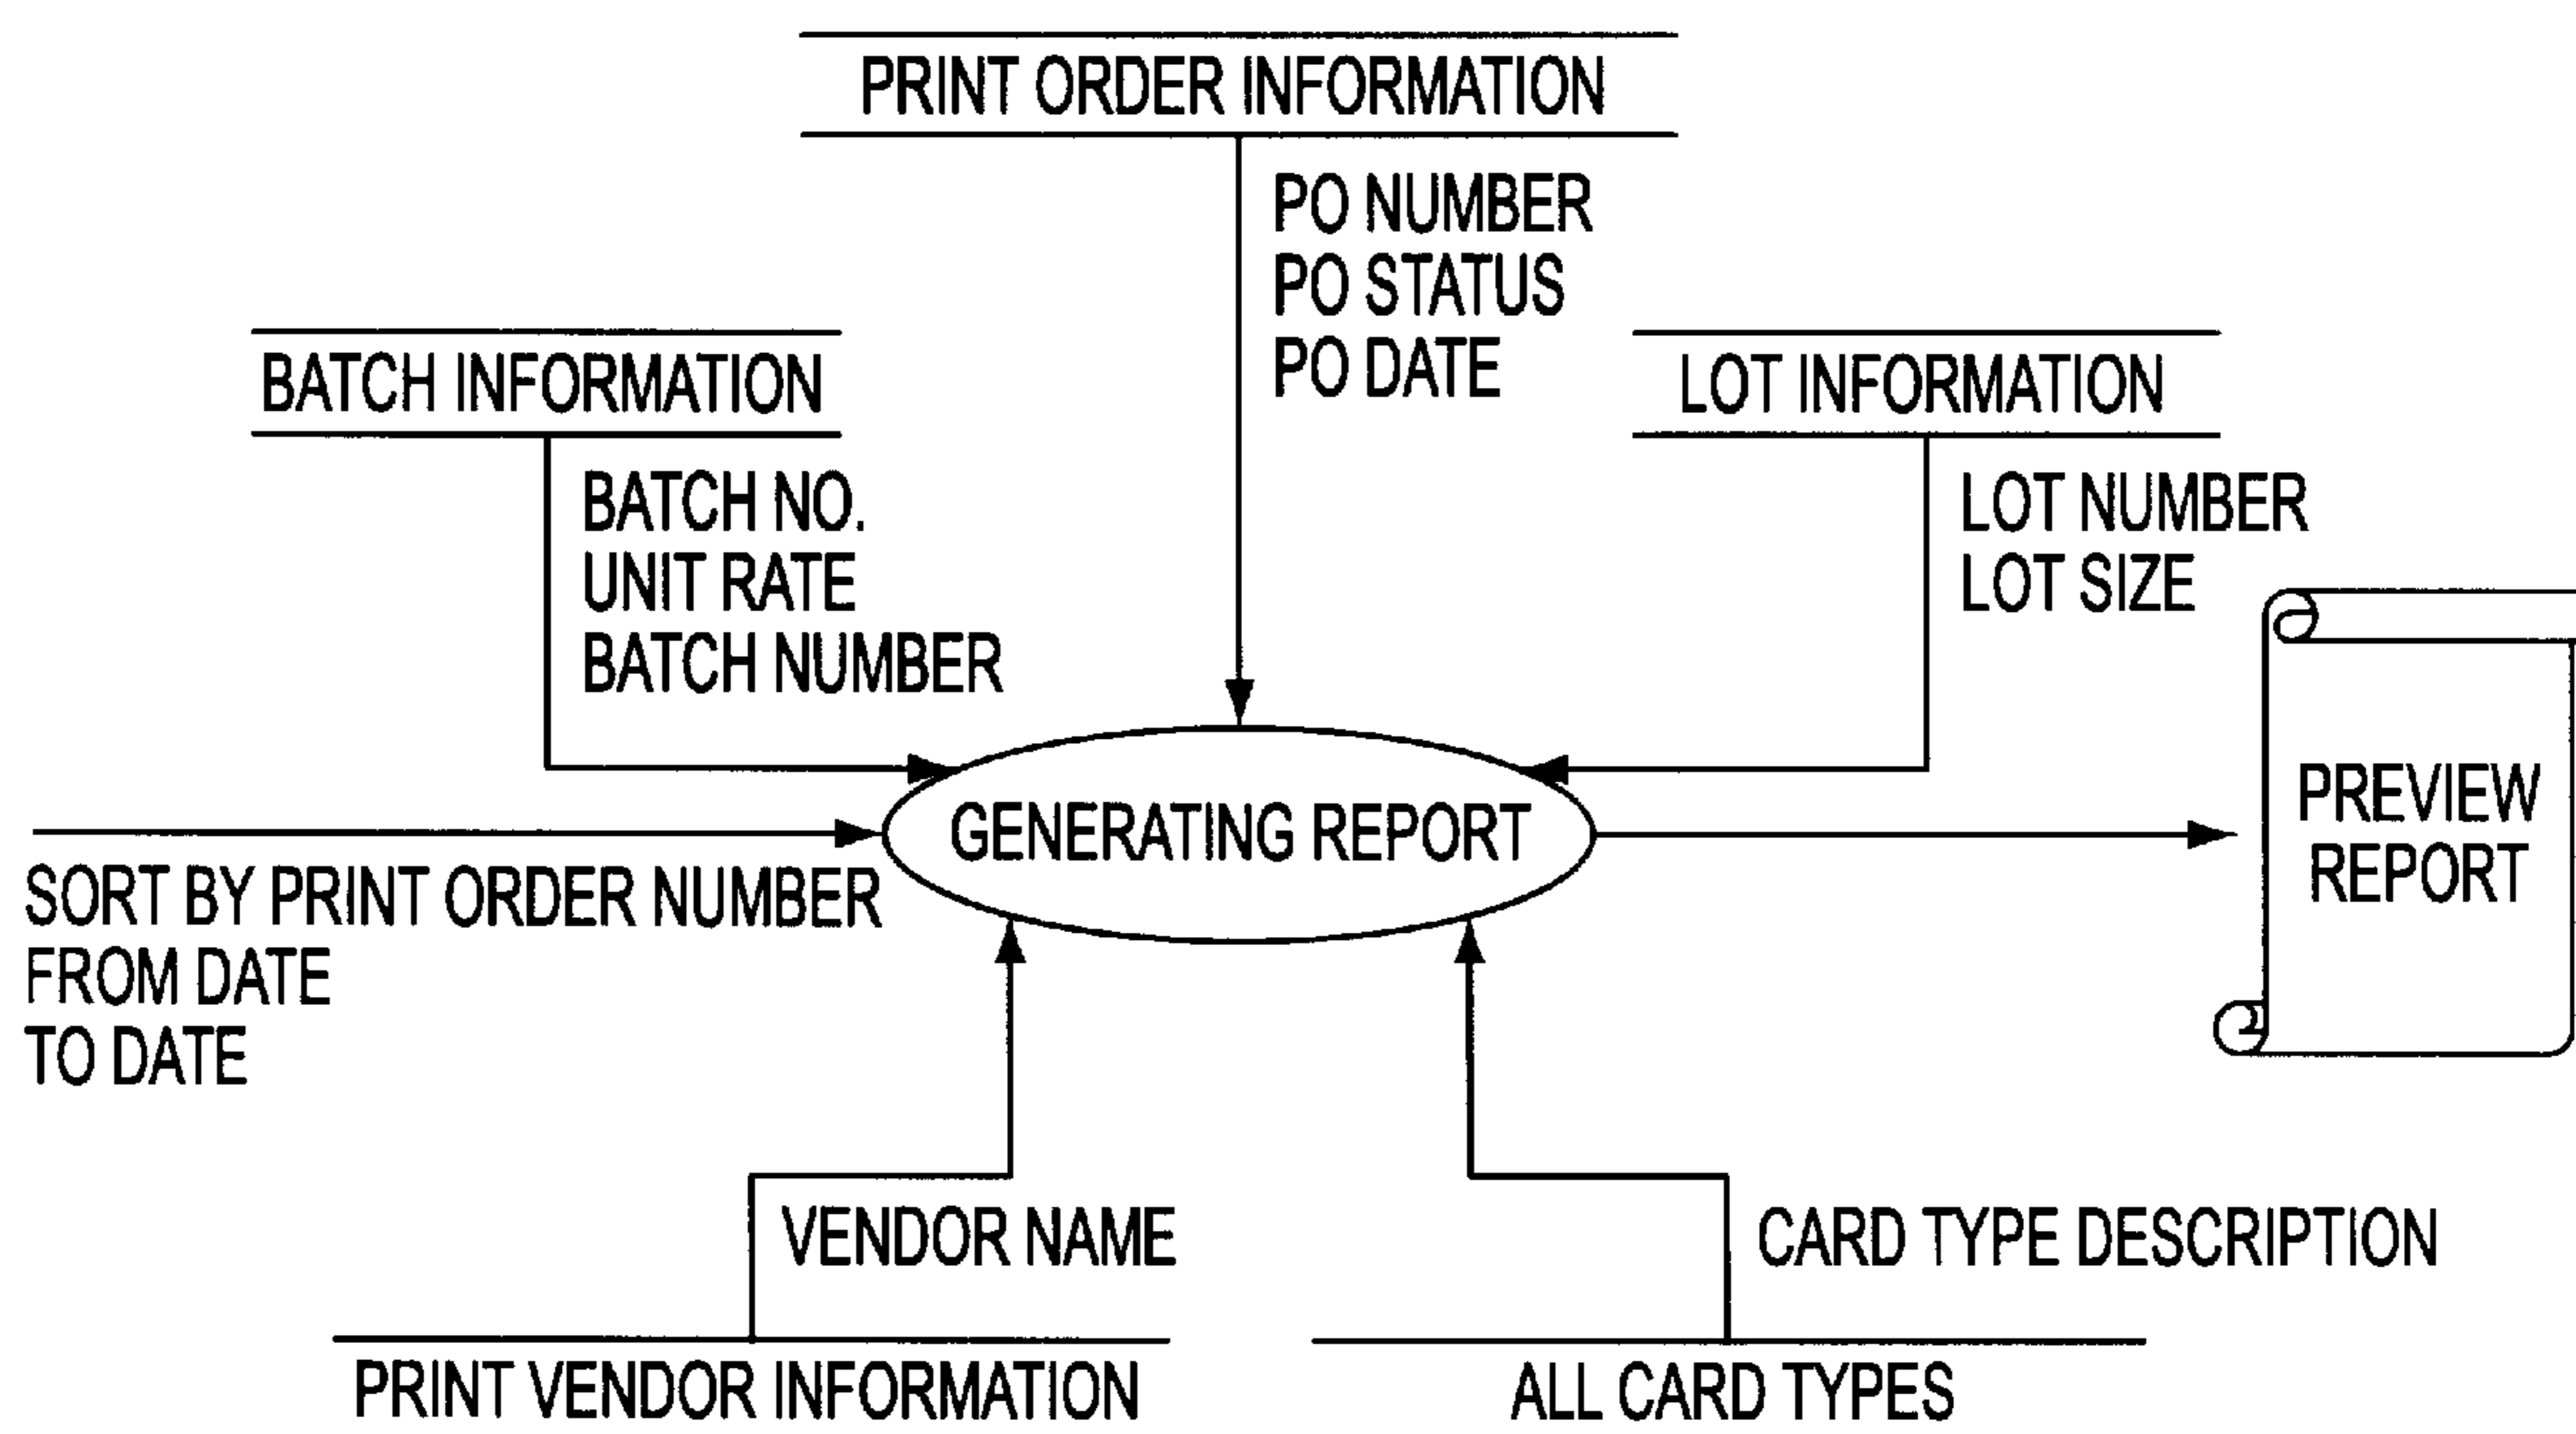 PRINT ORDER INFORMATION
PO NUMBER
PO STATUS
PO DATE
BATCH INFORMATION
BATCH NO.
UNIT RATE
BATCH NUMBER
LOT INFORMATION
LOT NUMBER
LOT SIZE
GENERATING REPORT
PREVIEW
REPORT
SORT BY PRINT ORDER NUMBER
FROM DATE
TO DATE
VENDOR NAME
PRINT VENDOR INFORMATION
CARD TYPE DESCRIPTION
ALL CARD TYPES